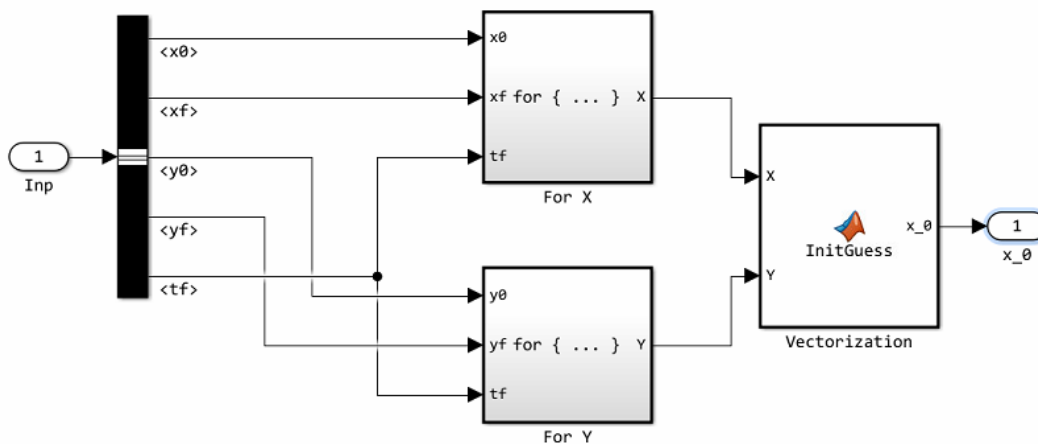 1
Inp
<x0>
<xf>
<y0>
<yf>
<tf>
x0
xf for { ... } X
tf
For X
y0
yf for { ... } Y
tf
For Y
X
Y
InitGuess
x_0
Vectorization
1
x_0